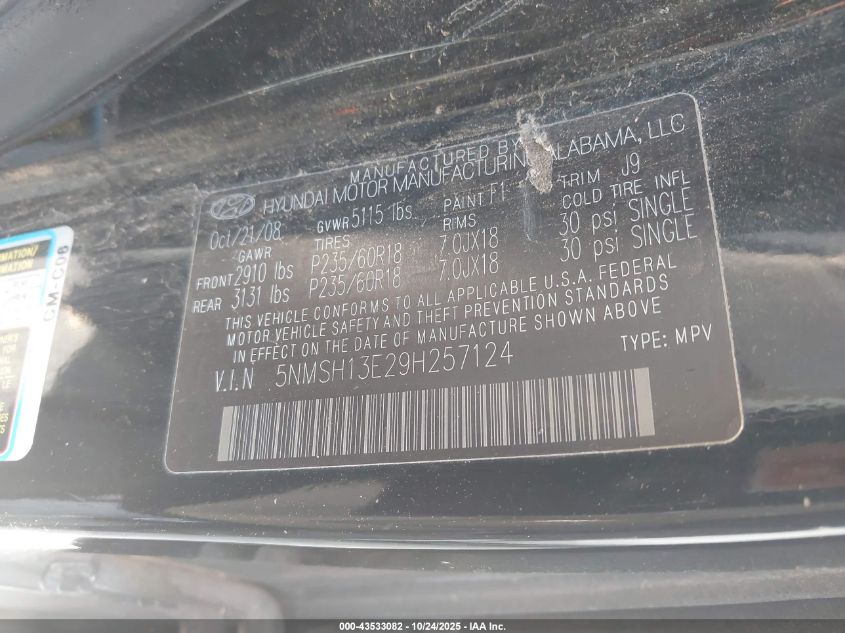 MANUFACTURED BY
HYUNDAI MOTOR MANUFACTURING ALABAMA, LLC
Oct/21/08 GVWR 5115 lbs. PAINT F1 TRIM J9
GAWR TIRES RIMS COLD TIRE INFL
FRONT 2910 lbs P235/60R18 7.0JX18 30 psi SINGLE
REAR 3131 lbs P235/60R18 7.0JX18 30 psi SINGLE
THIS VEHICLE CONFORMS TO ALL APPLICABLE U.S.A. FEDERAL
MOTOR VEHICLE SAFETY AND THEFT PREVENTION STANDARDS
IN EFFECT ON THE DATE OF MANUFACTURE SHOWN ABOVE.
V.I.N 5NMSH13E29H257124 TYPE: MPV
CM-C06
000-43533082 • 10/24/2025 • IAA Inc.